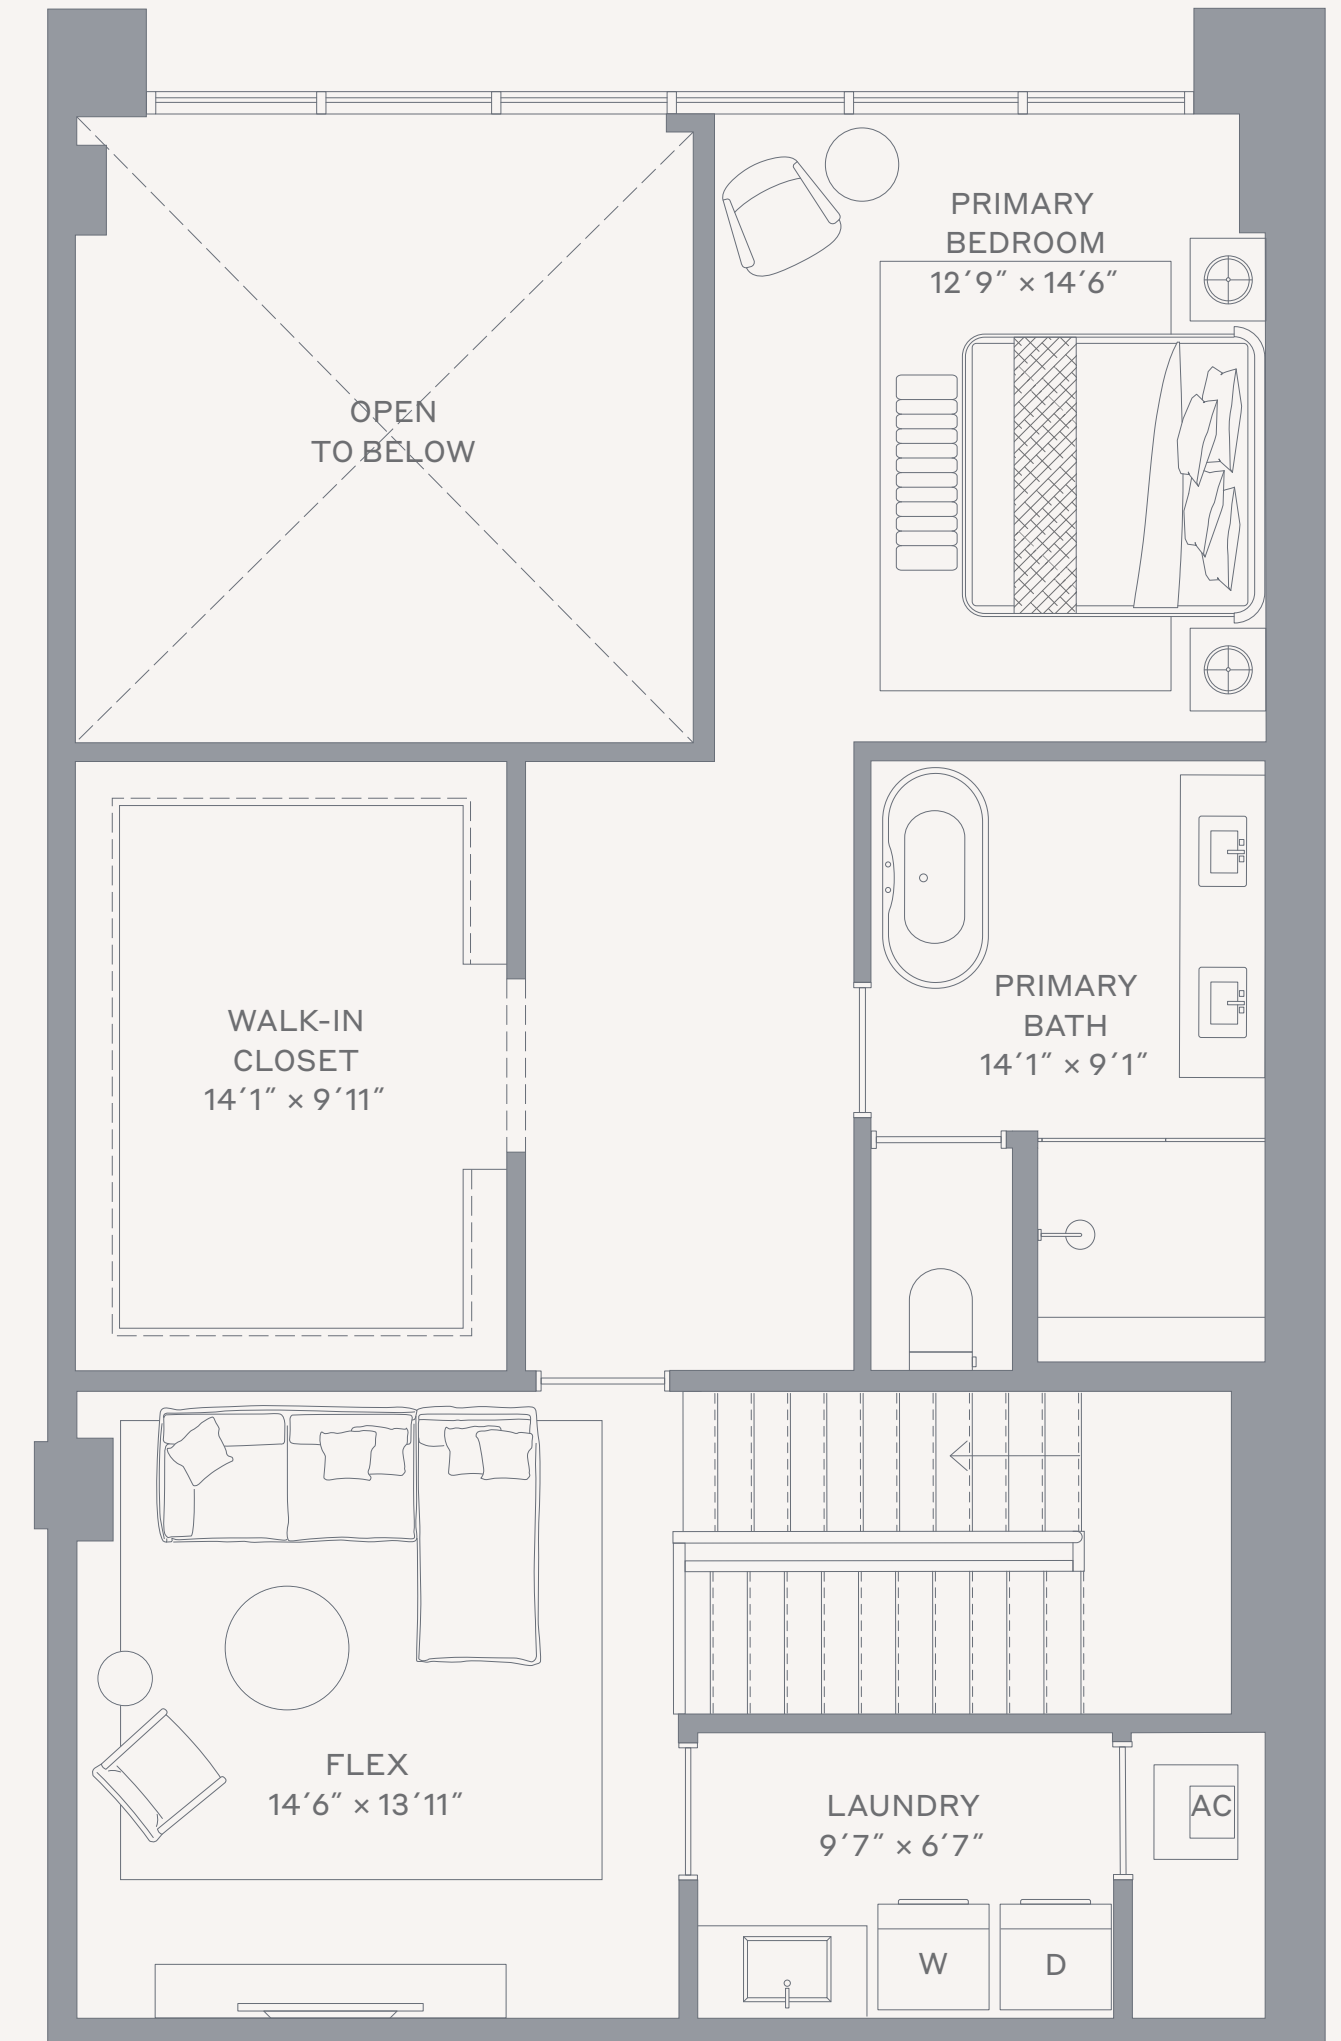 PRIMARY
BEDROOM
12′9″ × 14′6″
OPEN
TO BELOW
PRIMARY
BATH
14′1″ × 9′1″
WALK-IN
CLOSET
14′1″ × 9′11″
FLEX
14′6″ × 13′11″
LAUNDRY
9′7″ × 6′7″
AC
W
D